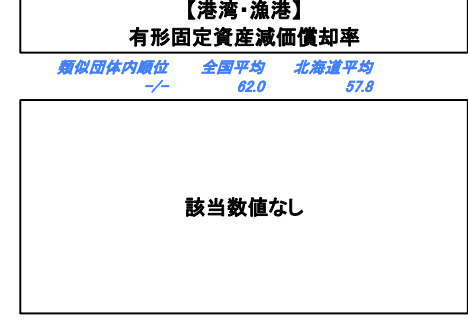 【港湾・漁港】
有形固定資産減価償却率
類似団体内順位 全国平均 北海道平均
-/- 62.0 57.8
該当数値なし